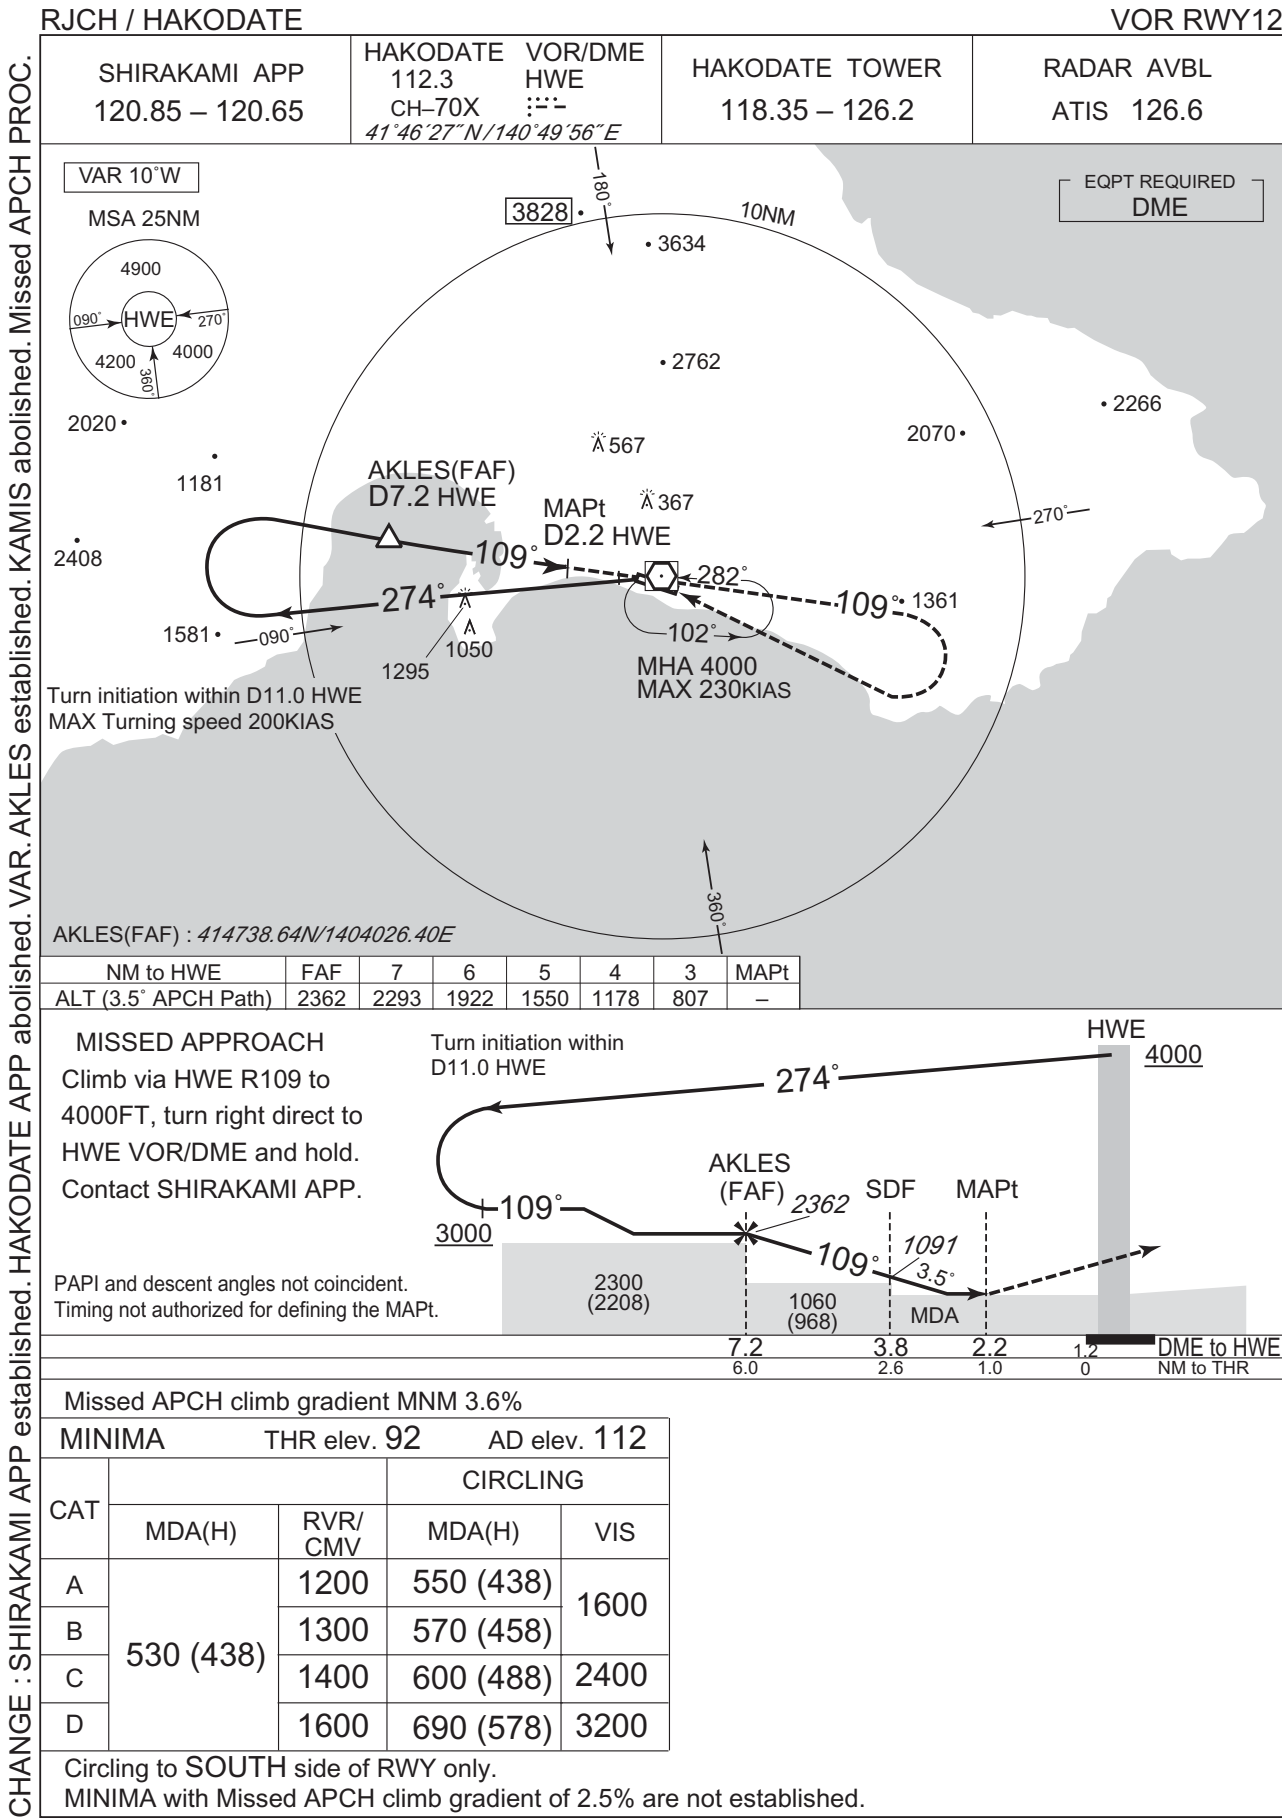 RJCH / HAKODATE
VOR RWY12
CHANGE : SHIRAKAMI APP established. HAKODATE APP abolished. VAR. AKLES established. KAMIS abolished. Missed APCH PROC.
SHIRAKAMI APP
120.85 – 120.65
HAKODATE VOR/DME
112.3 HWE
CH–70X
41˚46´27˝N/140˚49´56˝E
HAKODATE TOWER
118.35 – 126.2
RADAR AVBL
ATIS 126.6
VAR 10˚W
MSA 25NM
4900
090˚
HWE
270˚
4200
4000
360˚
180˚
3828
10NM
3634
EQPT REQUIRED
DME
2762
2020
2266
2070
567
1181
AKLES(FAF)
D7.2 HWE
367
MAPt
D2.2 HWE
270˚
2408
109˚
282˚
274˚
109˚
1361
1581
090˚
102˚
1050
1295
MHA 4000
MAX 230KIAS
Turn initiation within D11.0 HWE
MAX Turning speed 200KIAS
360˚
AKLES(FAF) : 414738.64N/1404026.40E
NM to HWE FAF 7 6 5 4 3 MAPt
ALT (3.5˚ APCH Path) 2362 2293 1922 1550 1178 807 –
MISSED APPROACH
Climb via HWE R109 to
4000FT, turn right direct to
HWE VOR/DME and hold.
Contact SHIRAKAMI APP.
PAPI and descent angles not coincident.
Timing not authorized for defining the MAPt.
Turn initiation within
D11.0 HWE
HWE
4000
274˚
AKLES
(FAF)
SDF
MAPt
2362
109˚
3000
109˚
1091
3.5˚
2300
(2208)
1060
(968)
MDA
7.2 3.8 2.2 1.2 DME to HWE
6.0 2.6 1.0 0 NM to THR
Missed APCH climb gradient MNM 3.6%
MINIMA THR elev. 92 AD elev. 112
CAT
CIRCLING
MDA(H) RVR/CMV MDA(H) VIS
A 530 (438) 1200 550 (438) 1600
B 1300 570 (458)
C 1400 600 (488) 2400
D 1600 690 (578) 3200
Circling to SOUTH side of RWY only.
MINIMA with Missed APCH climb gradient of 2.5% are not established.